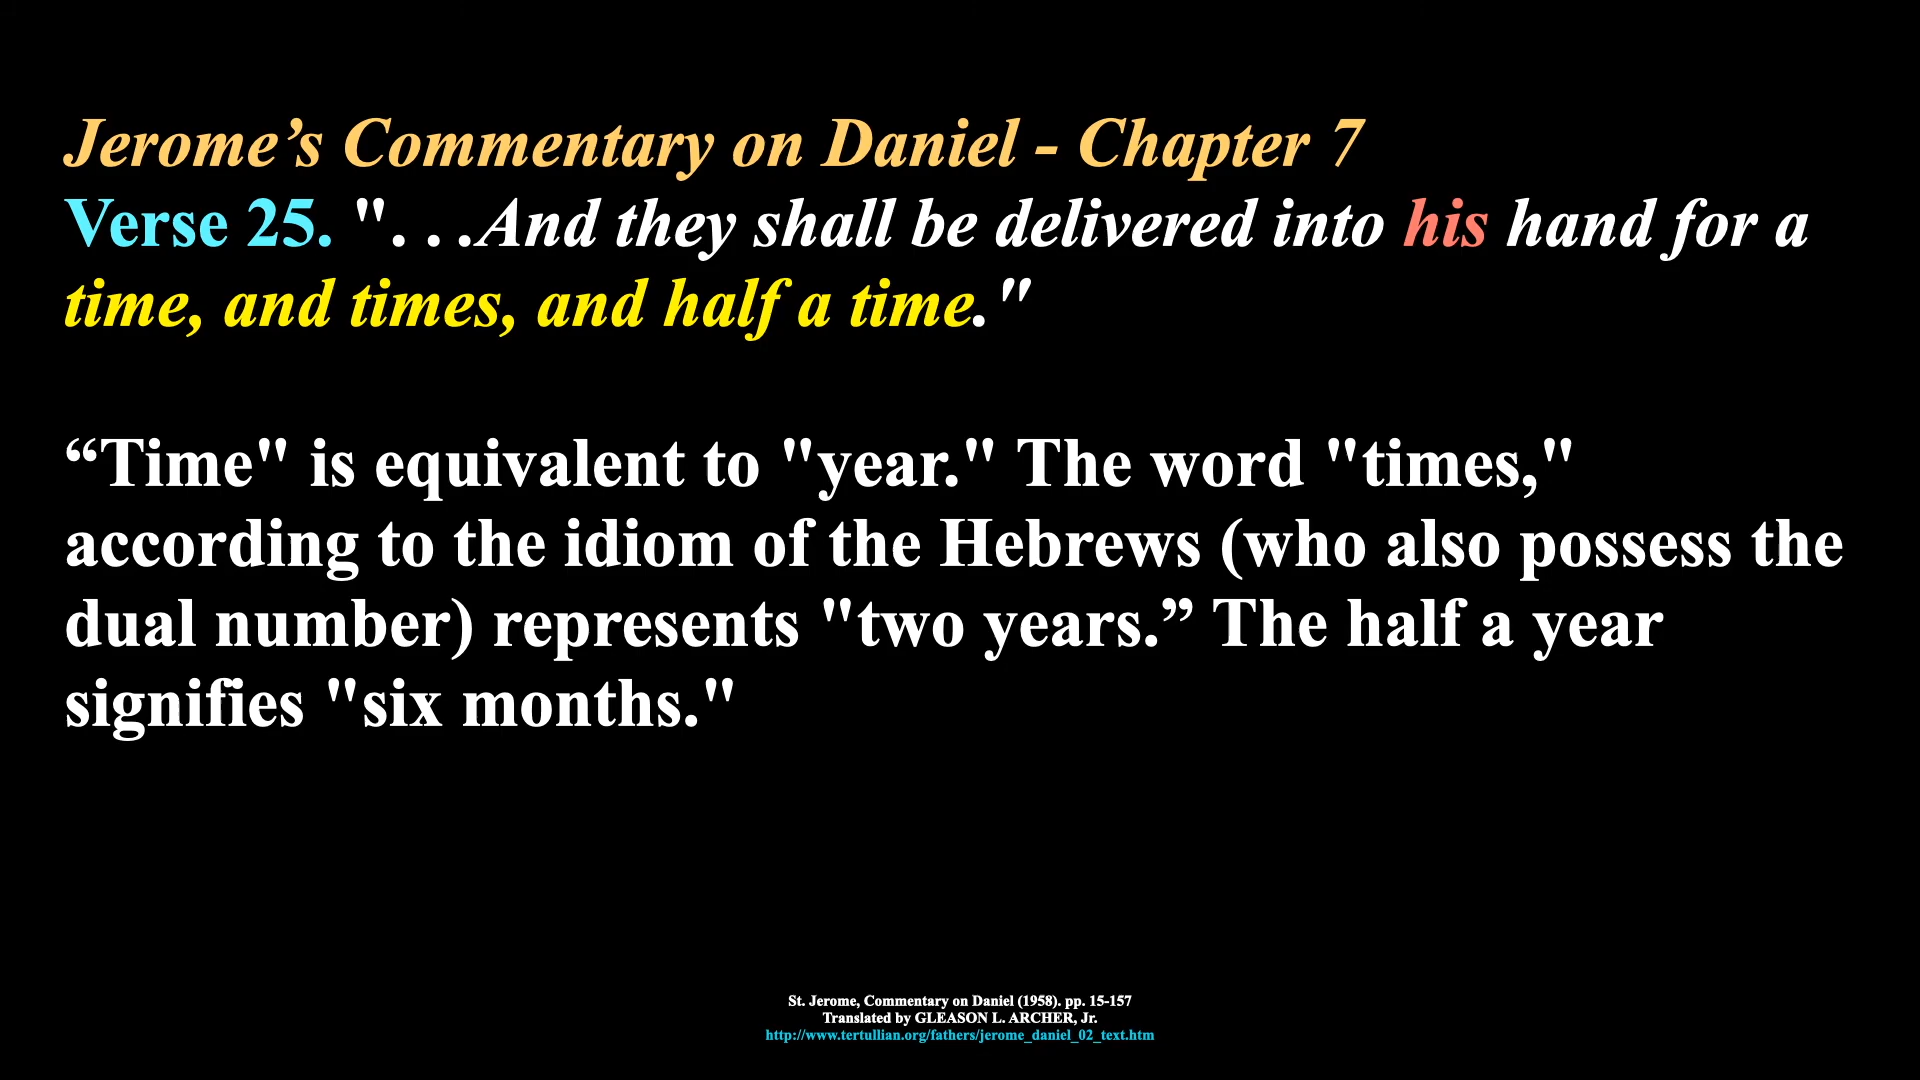 Jerome’s Commentary on Daniel - Chapter 7
Verse 25. ". . .And they shall be delivered into his hand for a
time, and times, and half a time."
“Time" is equivalent to "year." The word "times,"
according to the idiom of the Hebrews (who also possess the
dual number) represents "two years.” The half a year
signifies "six months."
St. Jerome, Commentary on Daniel (1958). pp. 15-157
Translated by GLEASON L. ARCHER, Jr.
http://www.tertullian.org/fathers/jerome_daniel_02_text.htm